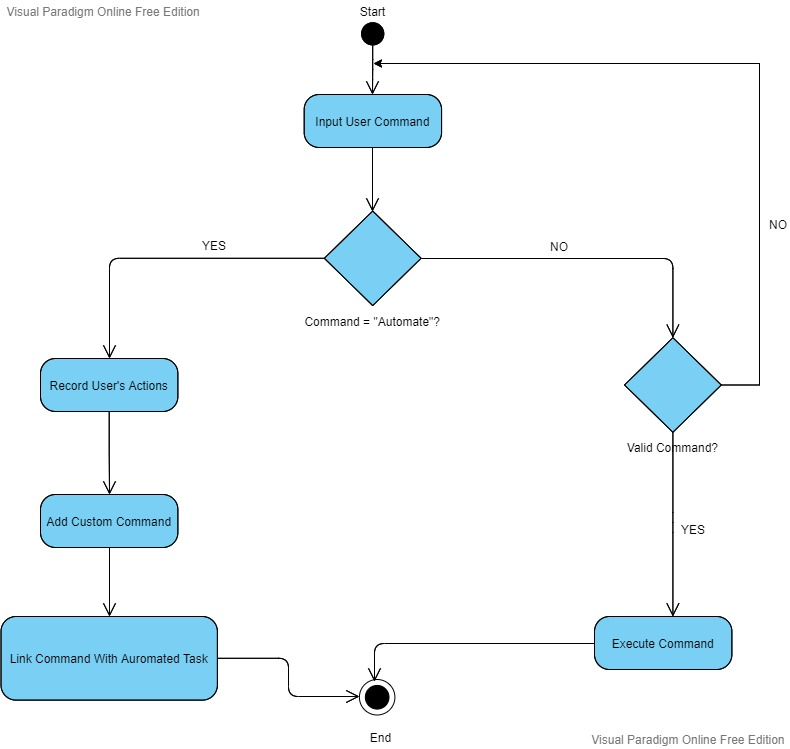 Visual Paradigm Online Free Edition
Start
Input User Command
NO
YES
NO
Command = "Automate"?
Record User's Actions
Valid Command?
Add Custom Command
YES
Execute Command
Link Command With Auromated Task
End
Visual Paradigm Online Free Edition